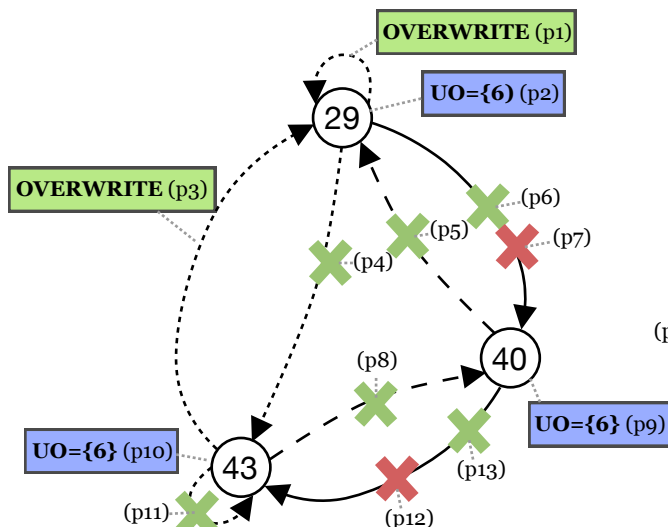 OVERWRITE (p1)
UO={6) (p2)
29
OVERWRITE (p3)
(p6)
(p5)
(p7)
(p4)
(p
(p8)
40
UO={6} (p9)
UO={6} (p10)
43
(p13)
(p11)
(p12)